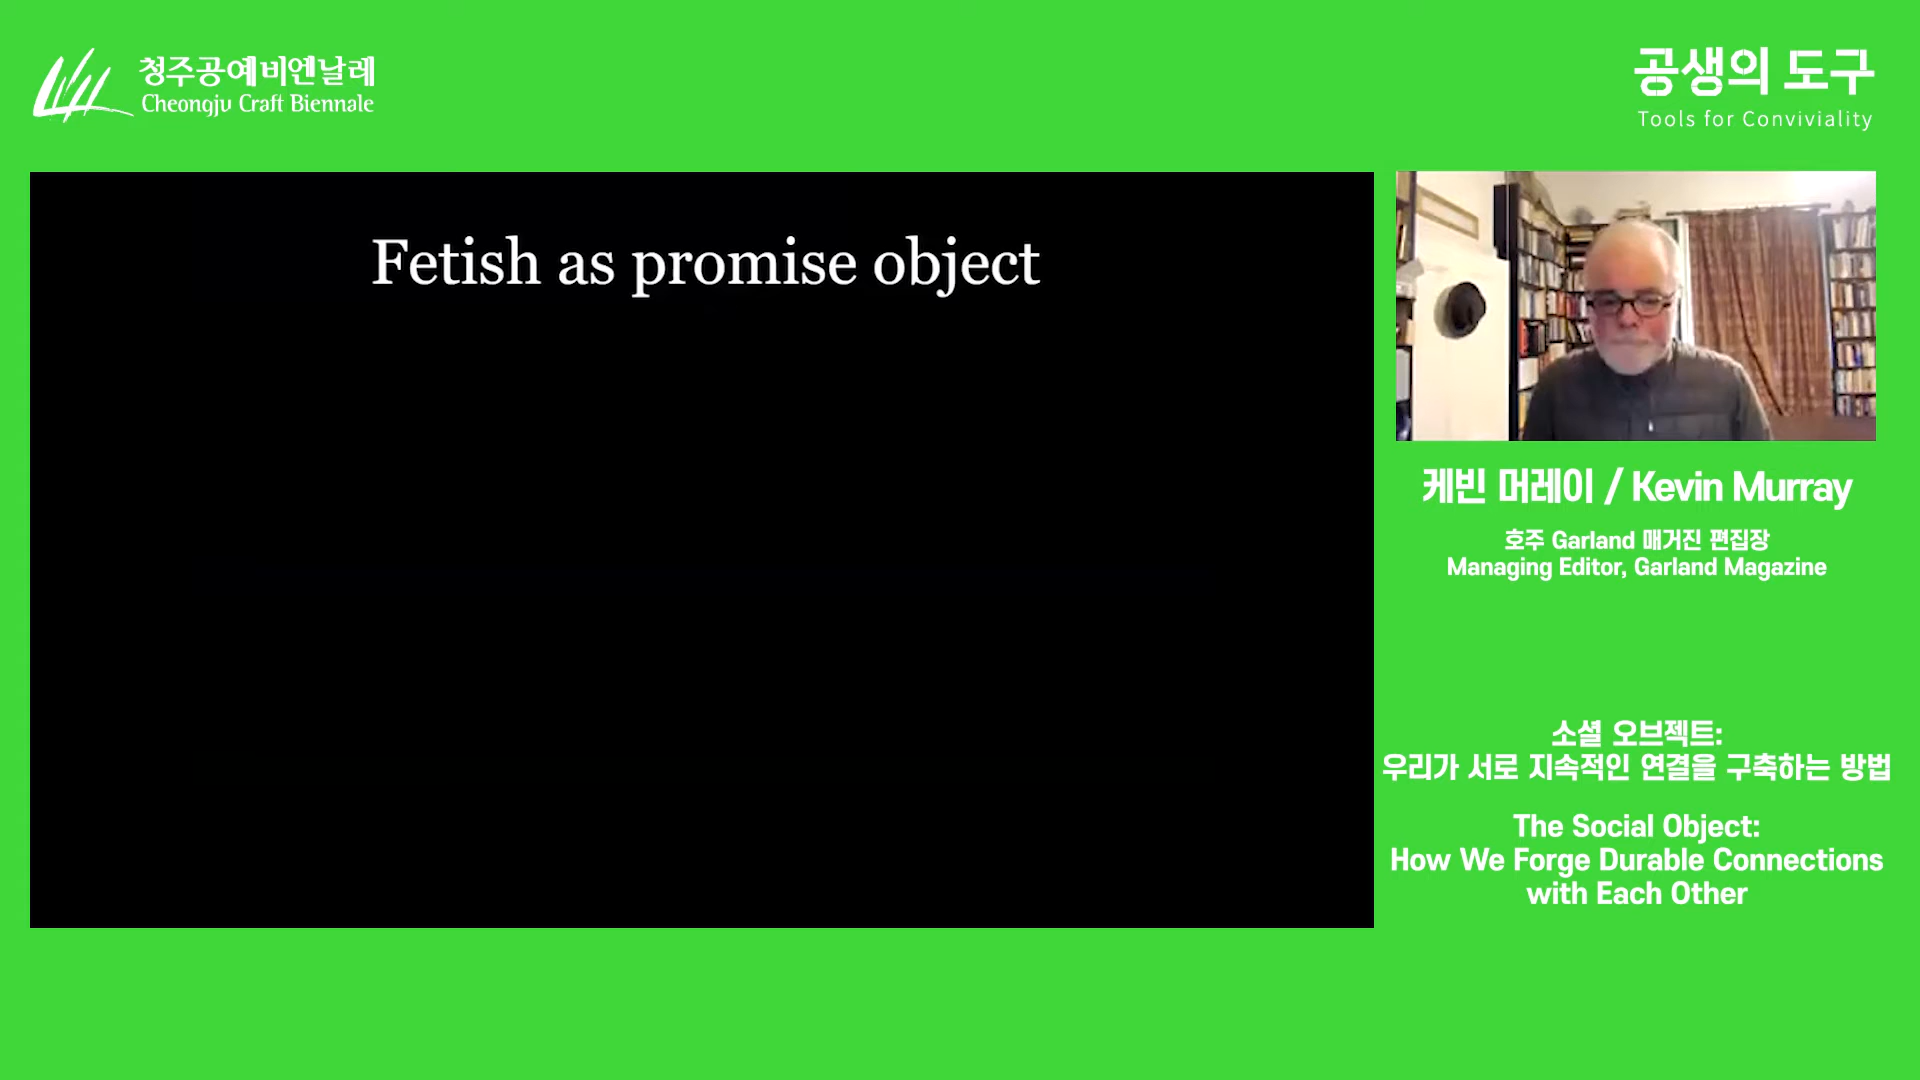 청주공예비엔날레
Cheongju Craft Biennale
공생의 도구
Tools for Conviviality
Fetish as promise object
케빈 머레이 / Kevin Murray
호주 Garland 매거진 편집장
Managing Editor, Garland Magazine
소셜 오브젝트:
우리가 서로 지속적인 연결을 구축하는 방법
The Social Object:
How We Forge Durable Connections
with Each Other